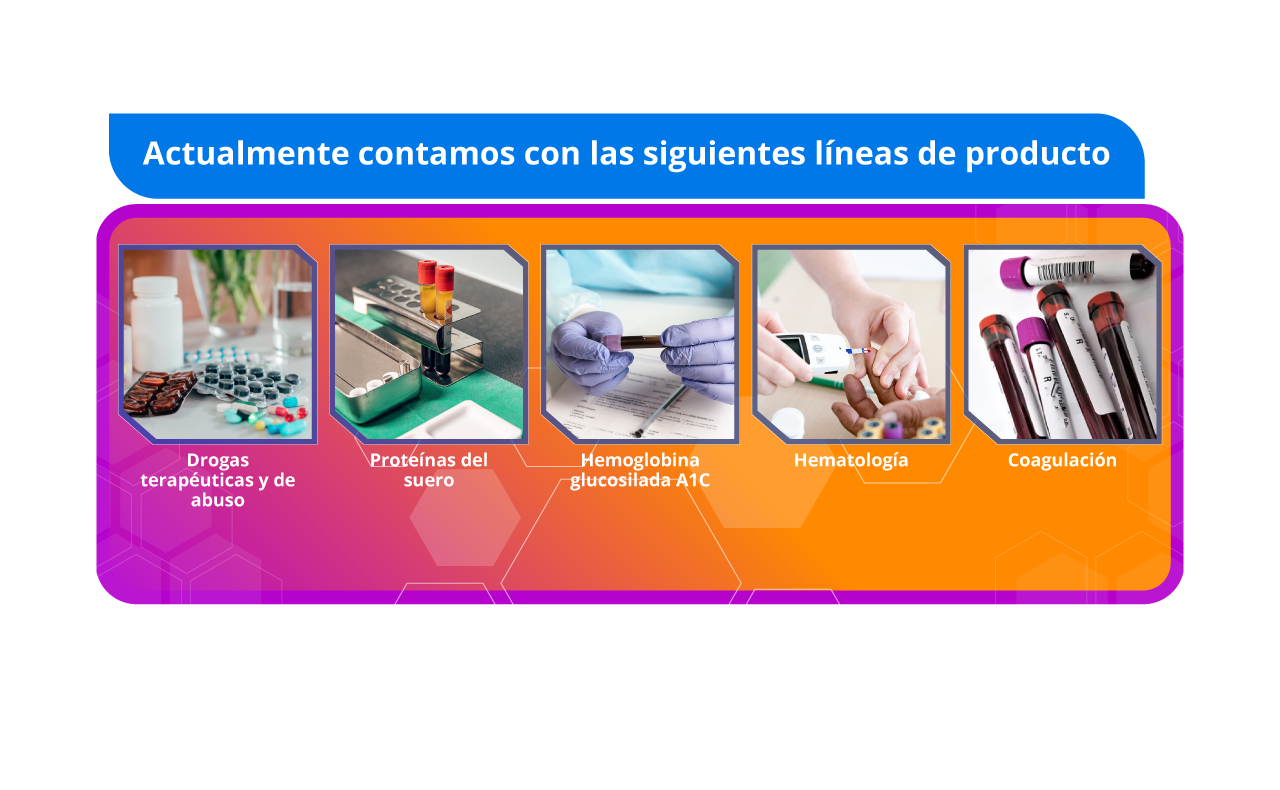 Actualmente contamos con las siguientes líneas de producto
Drogas
terapéuticas y de
abuso
Proteínas del
suero
Hemoglobina
glucosilada A1C
Hematología
Coagulación